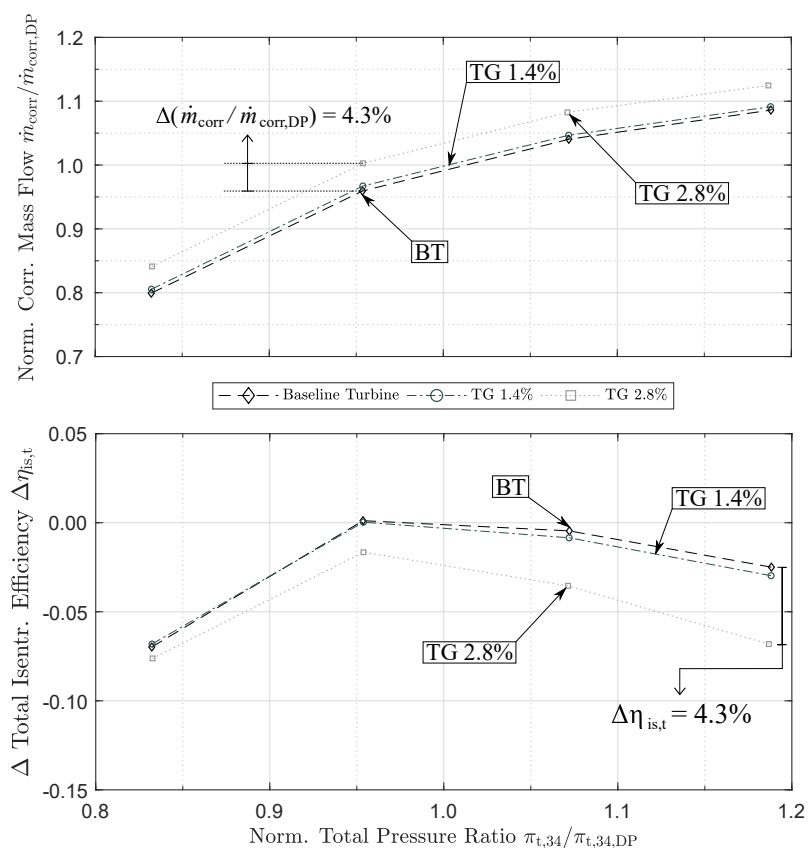 Norm. Corr. Mass Flow ṁcorr/ṁcorr,DP
1.2
1.1
1.0
0.9
0.8
0.7
Δ(ṁcorr/ṁcorr,DP) = 4.3%
TG 1.4%
TG 2.8%
BT
Baseline Turbine TG 1.4% TG 2.8%
Δ Total Isentr. Efficiency Δηis,t
0.05
0.00
-0.05
-0.10
-0.15
BT
TG 1.4%
TG 2.8%
Δη is,t = 4.3%
0.8 0.9 1.0 1.1 1.2
Norm. Total Pressure Ratio πt,34/πt,34,DP